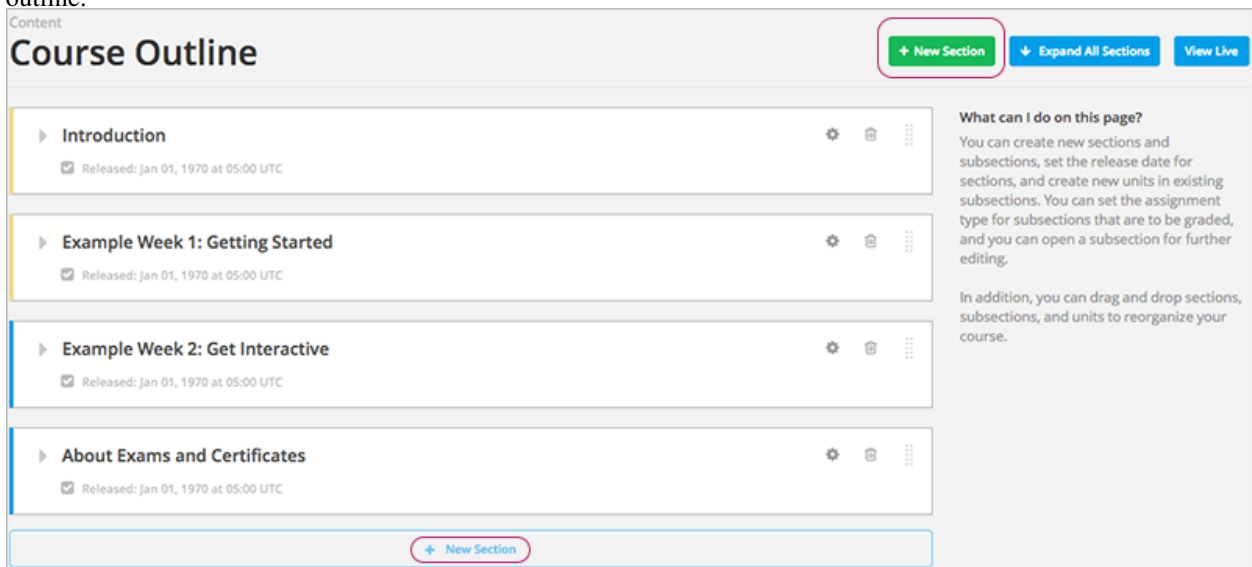 outline.
Content
Course Outline
+ New Section
Expand All Sections
View Live
Introduction
Released: Jan 01, 1970 at 05:00 UTC
Example Week 1: Getting Started
Released: Jan 01, 1970 at 05:00 UTC
Example Week 2: Get Interactive
Released: Jan 01, 1970 at 05:00 UTC
About Exams and Certificates
Released: Jan 01, 1970 at 05:00 UTC
+ New Section
What can I do on this page?
You can create new sections and
subsections, set the release date for
sections, and create new units in existing
subsections. You can set the assignment
type for subsections that are to be graded,
and you can open a subsection for further
editing.
In addition, you can drag and drop sections,
subsections, and units to reorganize your
course.